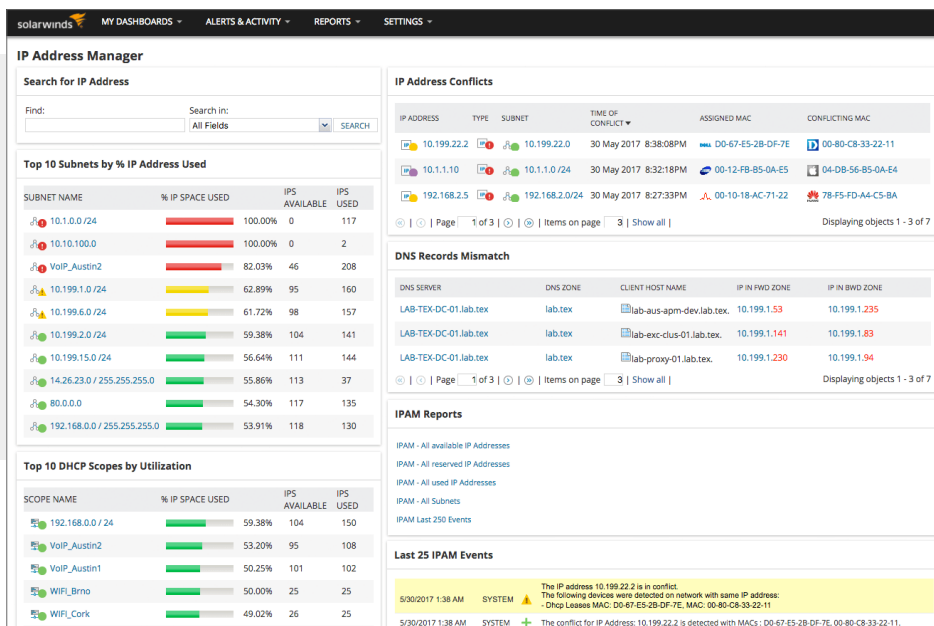 solarwinds MY DASHBOARDS ALERTS & ACTIVITY REPORTS SETTINGS
IP Address Manager
Search for IP Address
Find: Search in:
All Fields SEARCH
Top 10 Subnets by % IP Address Used
SUBNET NAME % IP SPACE USED IPS AVAILABLE IPS USED
10.1.0.0 /24 100.00% 0 117
10.10.100.0 100.00% 0 2
VoIP_Austin2 82.03% 46 208
10.199.1.0 /24 62.89% 95 160
10.199.6.0 /24 61.72% 98 157
10.199.2.0 /24 59.38% 104 141
10.199.15.0 /24 56.64% 111 144
14.26.23.0 / 255.255.255.0 55.86% 113 37
80.0.0.0 54.30% 117 135
192.168.0.0 / 255.255.255.0 53.91% 118 130
Top 10 DHCP Scopes by Utilization
SCOPE NAME % IP SPACE USED IPS AVAILABLE IPS USED
192.168.0.0 / 24 59.38% 104 150
VoIP_Austin2 53.20% 95 108
VoIP_Austin1 50.25% 101 102
WIFI_Brno 50.00% 25 25
WIFI_Cork 49.02% 26 25
IP Address Conflicts
IP ADDRESS TYPE SUBNET TIME OF CONFLICT ASSIGNED MAC CONFLICTING MAC
10.199.22.2 10.199.22.0 30 May 2017 8:38:08PM D0-67-E5-2B-DF-7E 00-80-C8-33-22-11
10.1.1.10 10.1.1.0 /24 30 May 2017 8:32:18PM 00-12-FB-B5-0A-E5 04-DB-56-B5-0A-E4
192.168.2.5 192.168.2.0/24 30 May 2017 8:27:33PM 00-10-18-AC-71-22 78-F5-FD-A4-C5-BA
| | Page 1 of 3 | | | Items on page 3 | Show all | Displaying objects 1 - 3 of 7
DNS Records Mismatch
DNS SERVER DNS ZONE CLIENT HOST NAME IP IN FWD ZONE IP IN BWD ZONE
LAB-TEX-DC-01.lab.tex lab.tex lab-aus-apm-dev.lab.tex. 10.199.1.53 10.199.1.235
LAB-TEX-DC-01.lab.tex lab.tex lab-exc-clus-01.lab.tex. 10.199.1.141 10.199.1.83
LAB-TEX-DC-01.lab.tex lab.tex lab-proxy-01.lab.tex. 10.199.1.230 10.199.1.94
| | Page 1 of 3 | | | Items on page 3 | Show all | Displaying objects 1 - 3 of 7
IPAM Reports
IPAM - All available IP Addresses
IPAM - All reserved IP Addresses
IPAM - All used IP Addresses
IPAM - All Subnets
IPAM Last 250 Events
Last 25 IPAM Events
The IP address 10.199.22.2 is in conflict.
5/30/2017 1:38 AM SYSTEM The following devices were detected on network with same IP address:
- Dhcp Leases MAC: D0-67-E5-2B-DF-7E, MAC: 00-80-C8-33-22-11
5/30/2017 1:38 AM SYSTEM The conflict for IP Address: 10.199.22.2 is detected with MACs : D0-67-E5-2B-DF-7E, 00-80-C8-33-22-11.